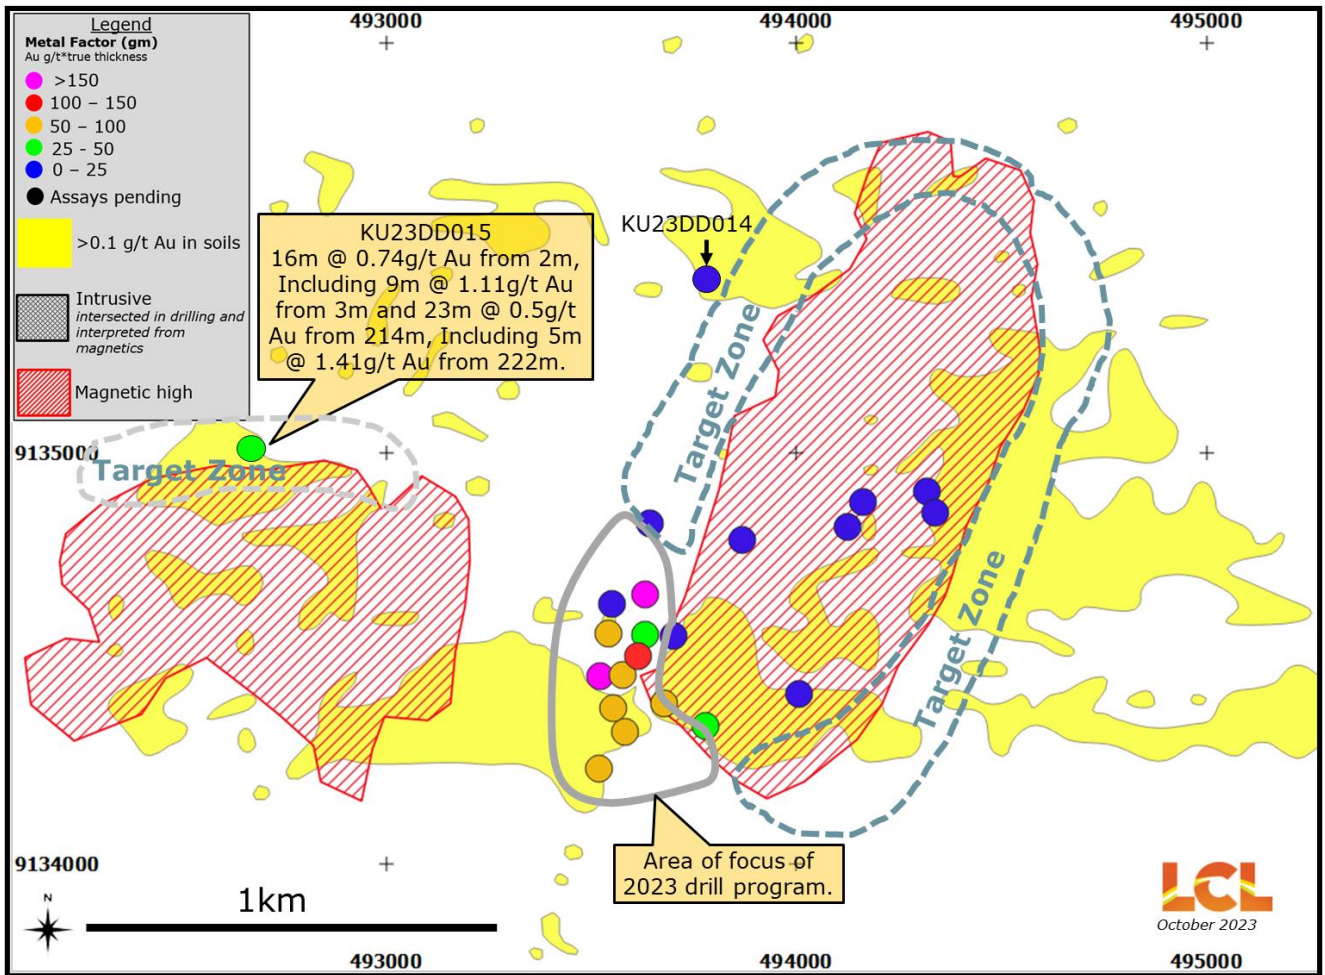 493000
494000
495000
Legend
Metal Factor (gm)
Au g/t*true thickness
>150
100 – 150
50 – 100
25 - 50
0 – 25
Assays pending
>0.1 g/t Au in soils
Intrusive
intersected in drilling and
interpreted from
magnetics
Magnetic high
KU23DD015
16m @ 0.74g/t Au from 2m,
Including 9m @ 1.11g/t Au
from 3m and 23m @ 0.5g/t
Au from 214m, Including 5m
@ 1.41g/t Au from 222m.
KU23DD014
Target Zone
9135000
Target Zone
Target Zone
9134000
Area of focus of
2023 drill program.
N
1km
LCL
October 2023
493000
494000
495000